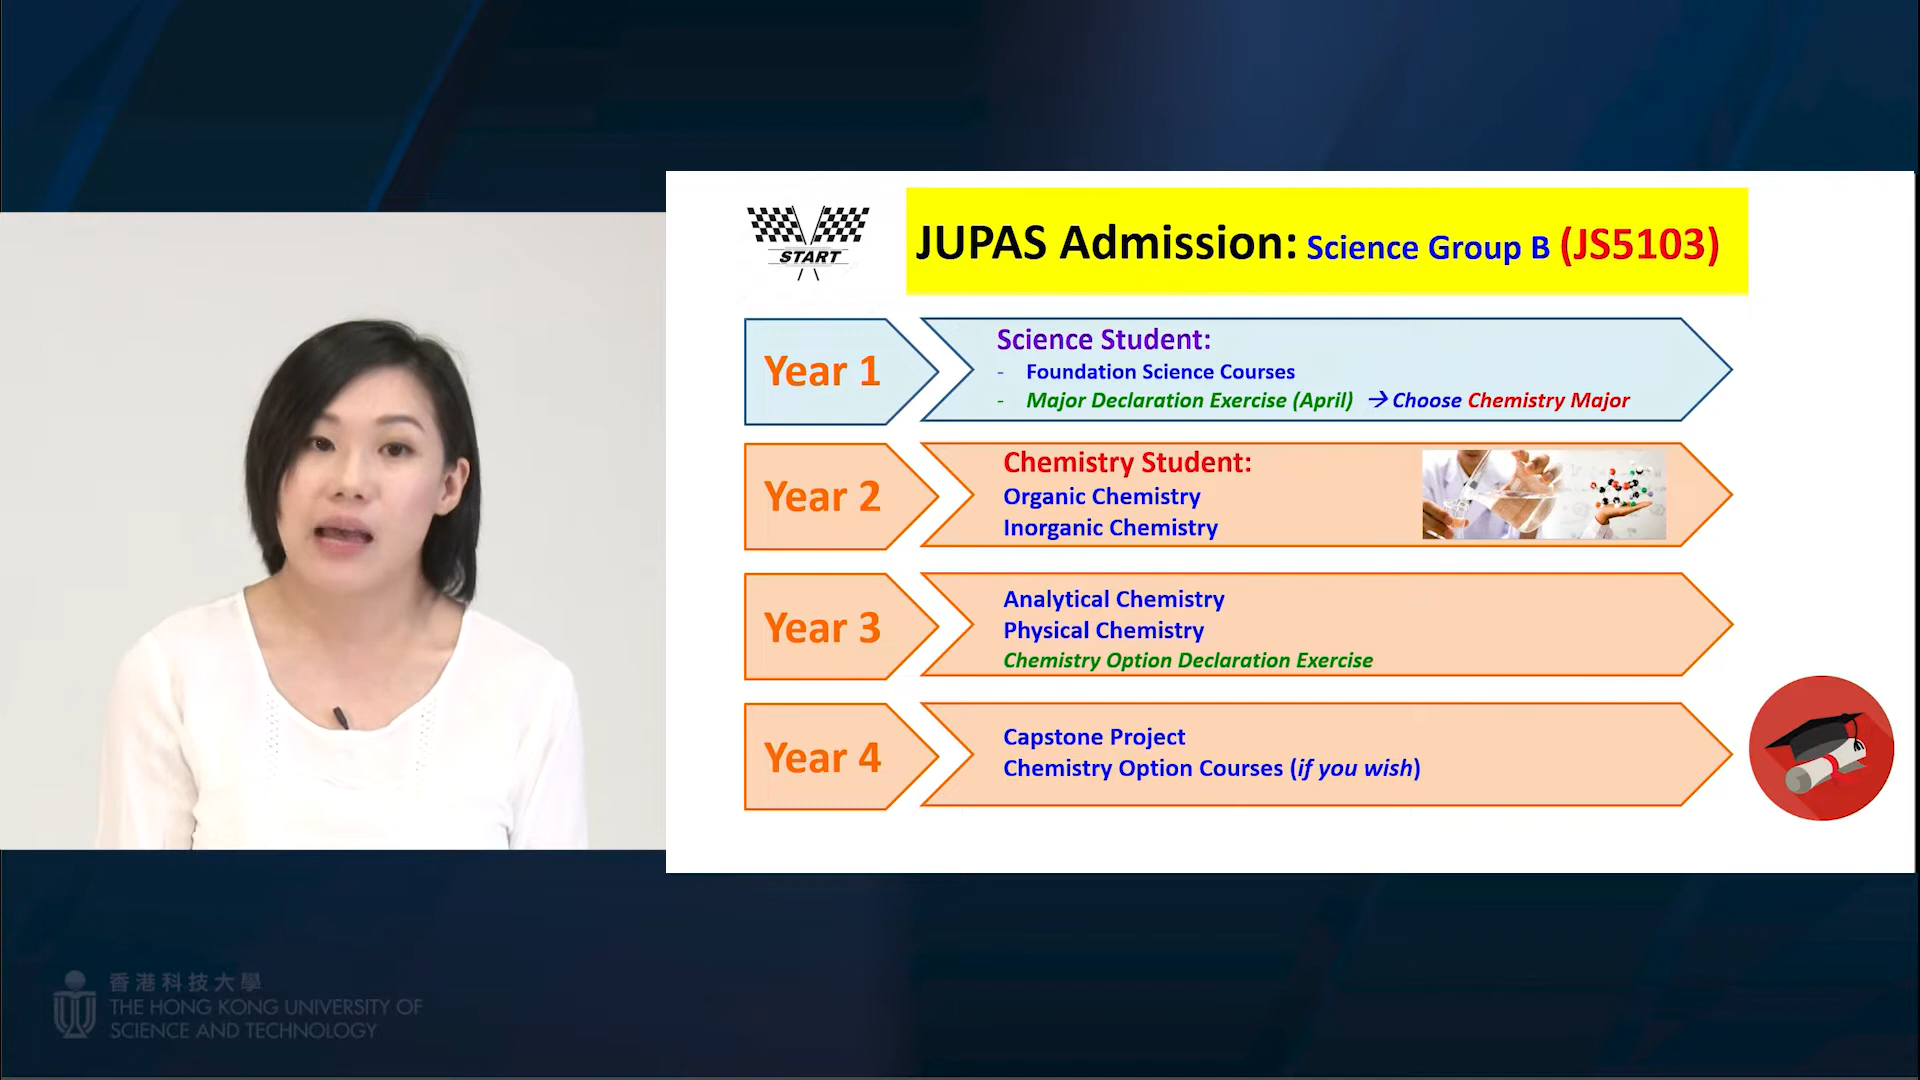 START
JUPAS Admission: Science Group B (JS5103)
Year 1
Science Student:
- Foundation Science Courses
- Major Declaration Exercise (April) → Choose Chemistry Major
Year 2
Chemistry Student:
Organic Chemistry
Inorganic Chemistry
Year 3
Analytical Chemistry
Physical Chemistry
Chemistry Option Declaration Exercise
Year 4
Capstone Project
Chemistry Option Courses (if you wish)
香港科技大學
THE HONG KONG UNIVERSITY OF
SCIENCE AND TECHNOLOGY